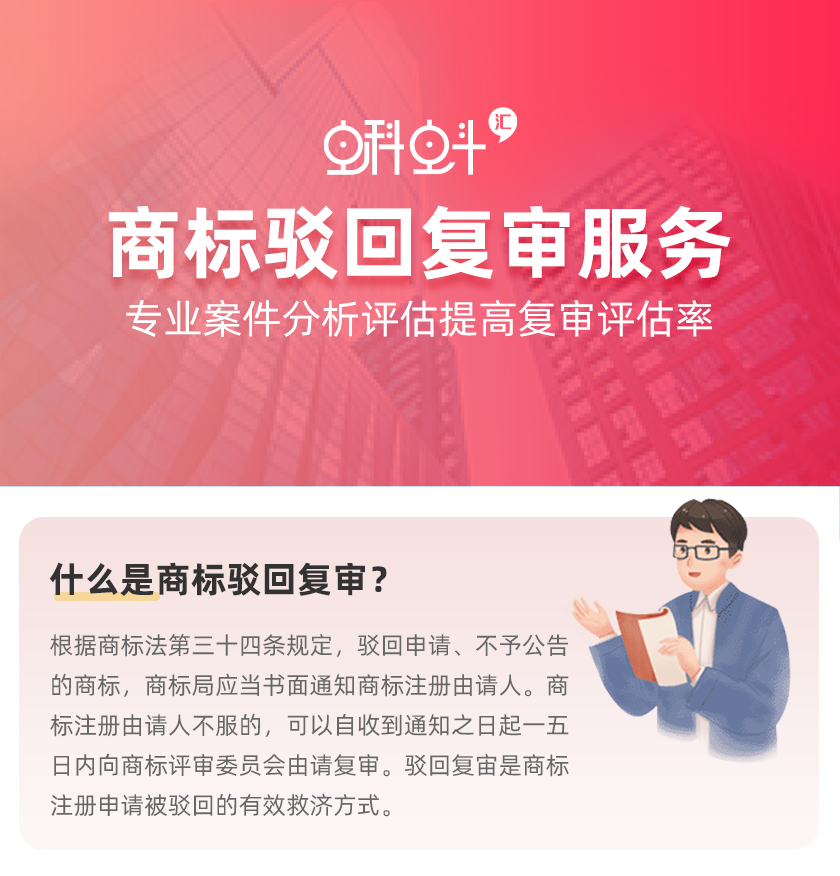 蝌蚪
汇
商标驳回复审服务
专业案件分析评估提高复审评估率
什么是商标驳回复审？
根据商标法第三十四条规定，驳回申请、不予公告
的商标，商标局应当书面通知商标注册由请人。商
标注册由请人不服的，可以自收到通知之日起一五
日内向商标评审委员会由请复审。驳回复宙是商标
注册申请被驳回的有效救济方式。